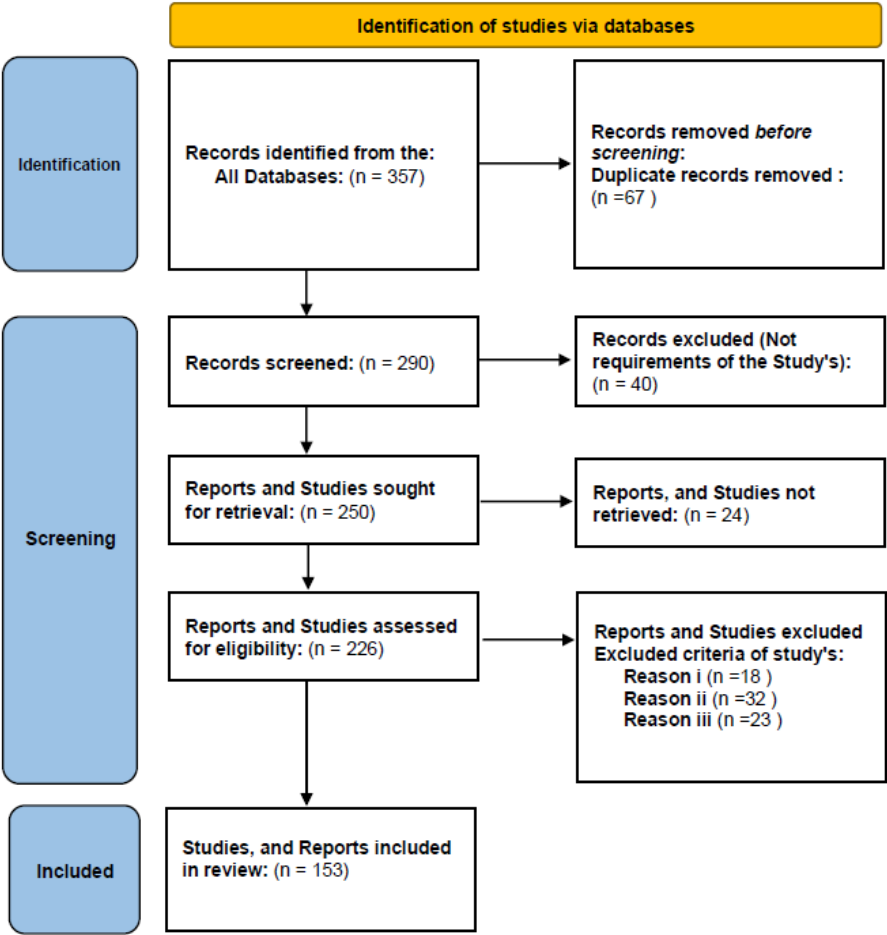 Identification of studies via databases
Identification
Records identified from the:
All Databases: (n = 357)
Records removed before
screening:
Duplicate records removed :
(n =67 )
Screening
Records screened: (n = 290)
Records excluded (Not
requirements of the Study's):
(n = 40)
Reports and Studies sought
for retrieval: (n = 250)
Reports, and Studies not
retrieved: (n = 24)
Reports and Studies assessed
for eligibility: (n = 226)
Reports and Studies excluded
Excluded criteria of study's:
Reason i (n =18 )
Reason ii (n =32 )
Reason iii (n =23 )
Included
Studies, and Reports included
in review: (n = 153)